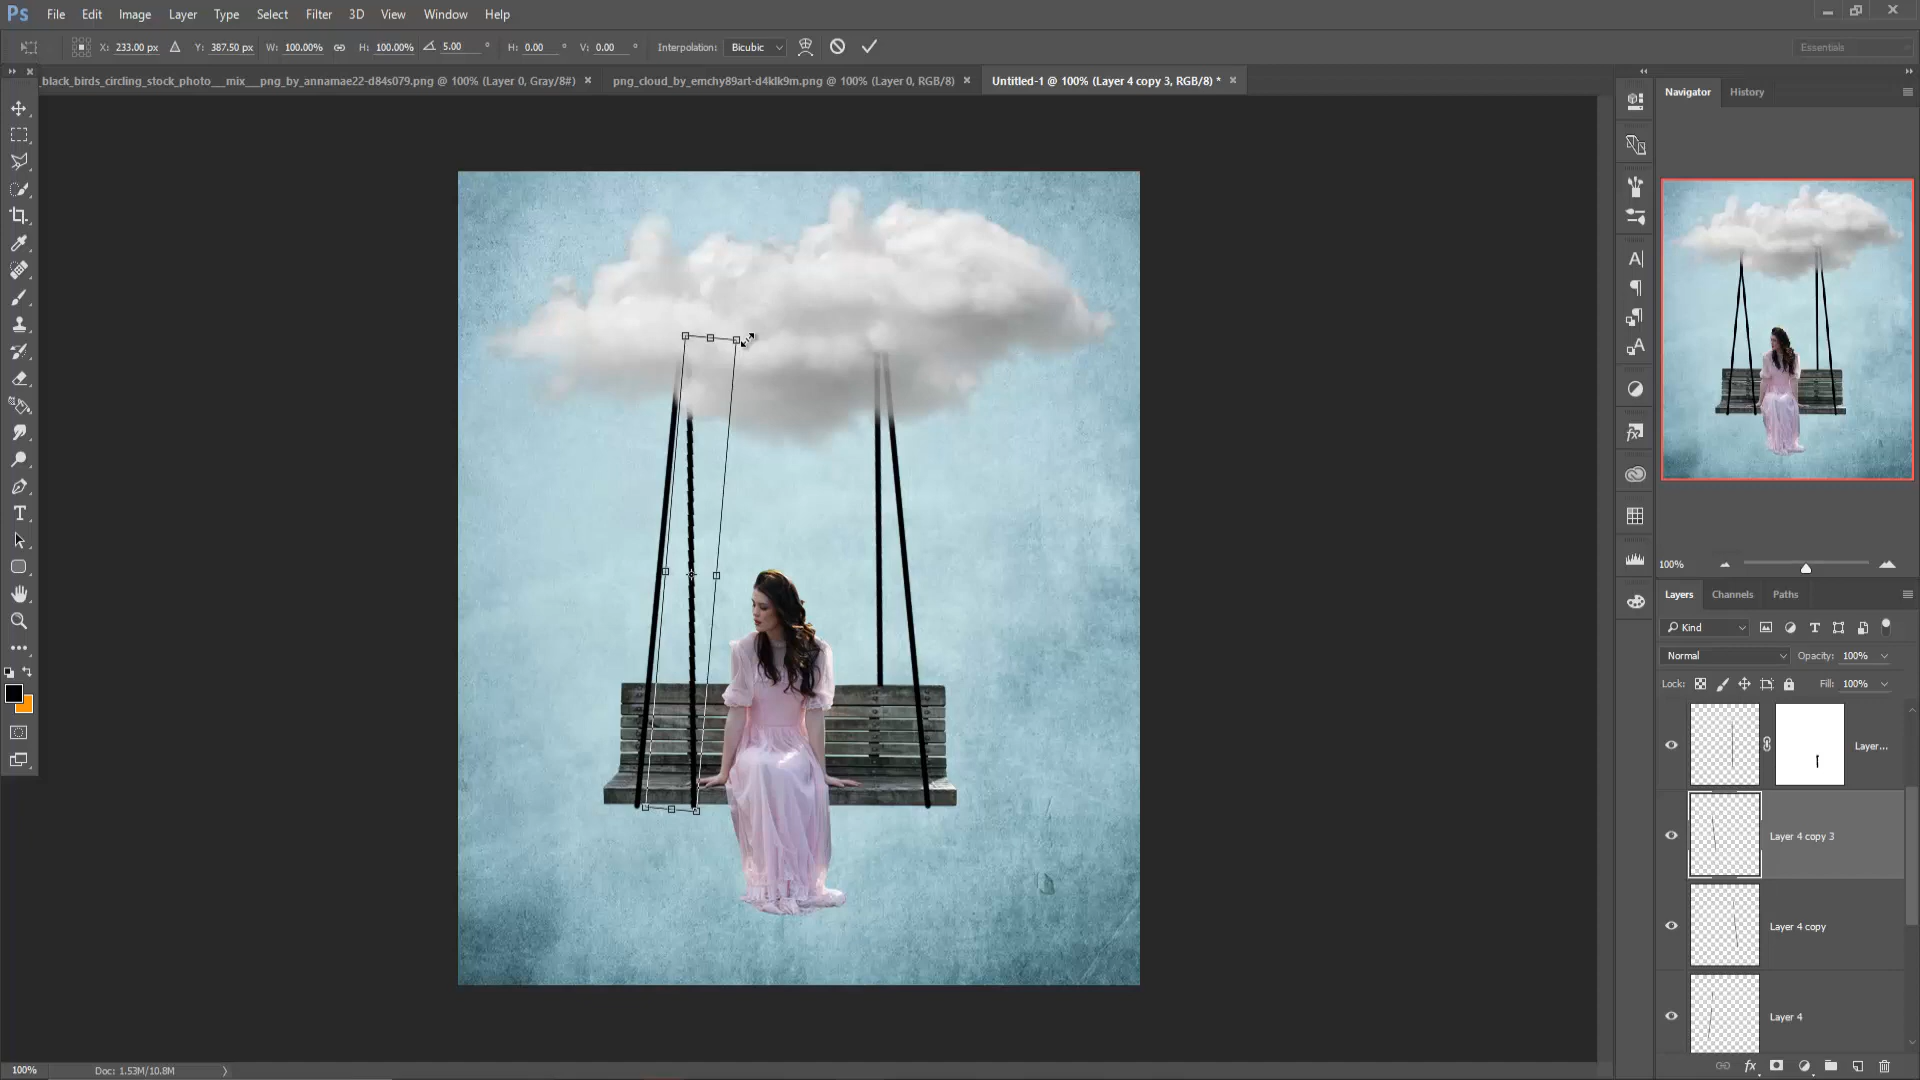 Ps File Edit Image Layer Type Select Filter 3D View Window Help
X: 233.00 px Y: 387.50 px W: 100.00% H: 100.00% 5.00 ° H: 0.00 ° V: 0.00 ° Interpolation: Bicubic Essentials
_black_birds_circling_stock_photo__mix__png_by_annamae22-d84s079.png @ 100% (Layer 0, Gray/8#) × png_cloud_by_emchy89art-d4klk9m.png @ 100% (Layer 0, RGB/8) × Untitled-1 @ 100% (Layer 4 copy 3, RGB/8) * ×
Navigator History
100%
Layers Channels Paths
Kind
Normal Opacity: 100%
Lock: Fill: 100%
Layer...
Layer 4 copy 3
Layer 4 copy
Layer 4
100% Doc: 1.53M/10.8M